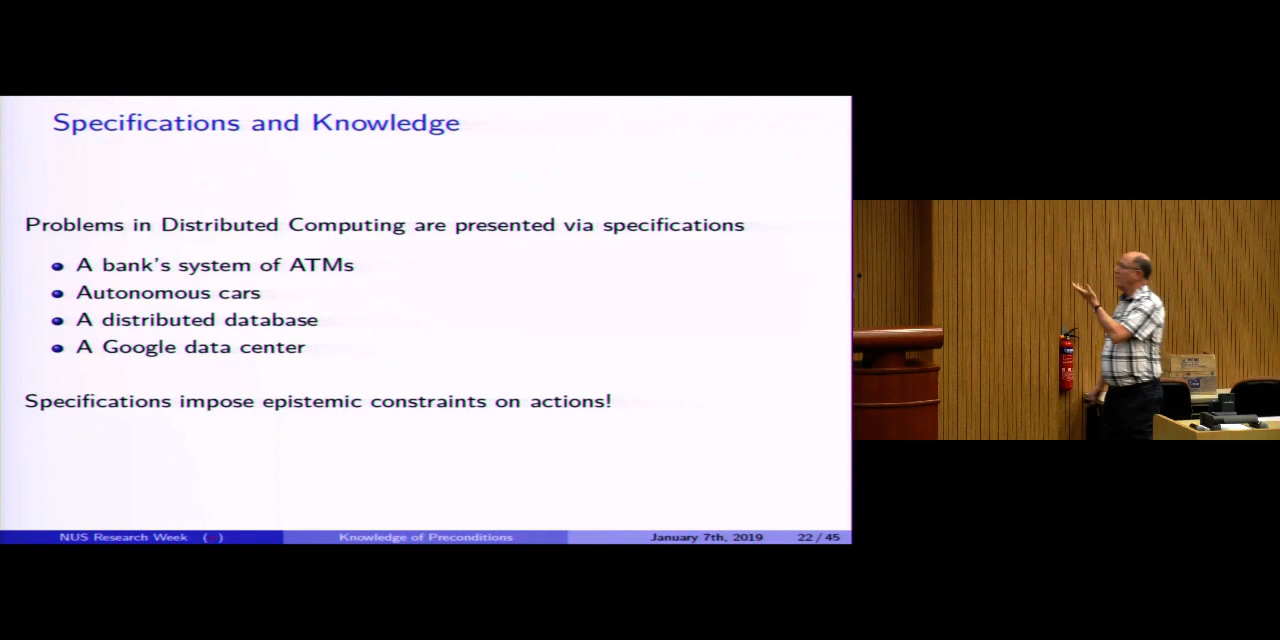 Specifications and Knowledge
Problems in Distributed Computing are presented via specifications
A bank's system of ATMs
Autonomous cars
A distributed database
A Google data center
Specifications impose epistemic constraints on actions!
NUS Research Week ( ) Knowledge of Preconditions January 7th, 2019 22 / 45